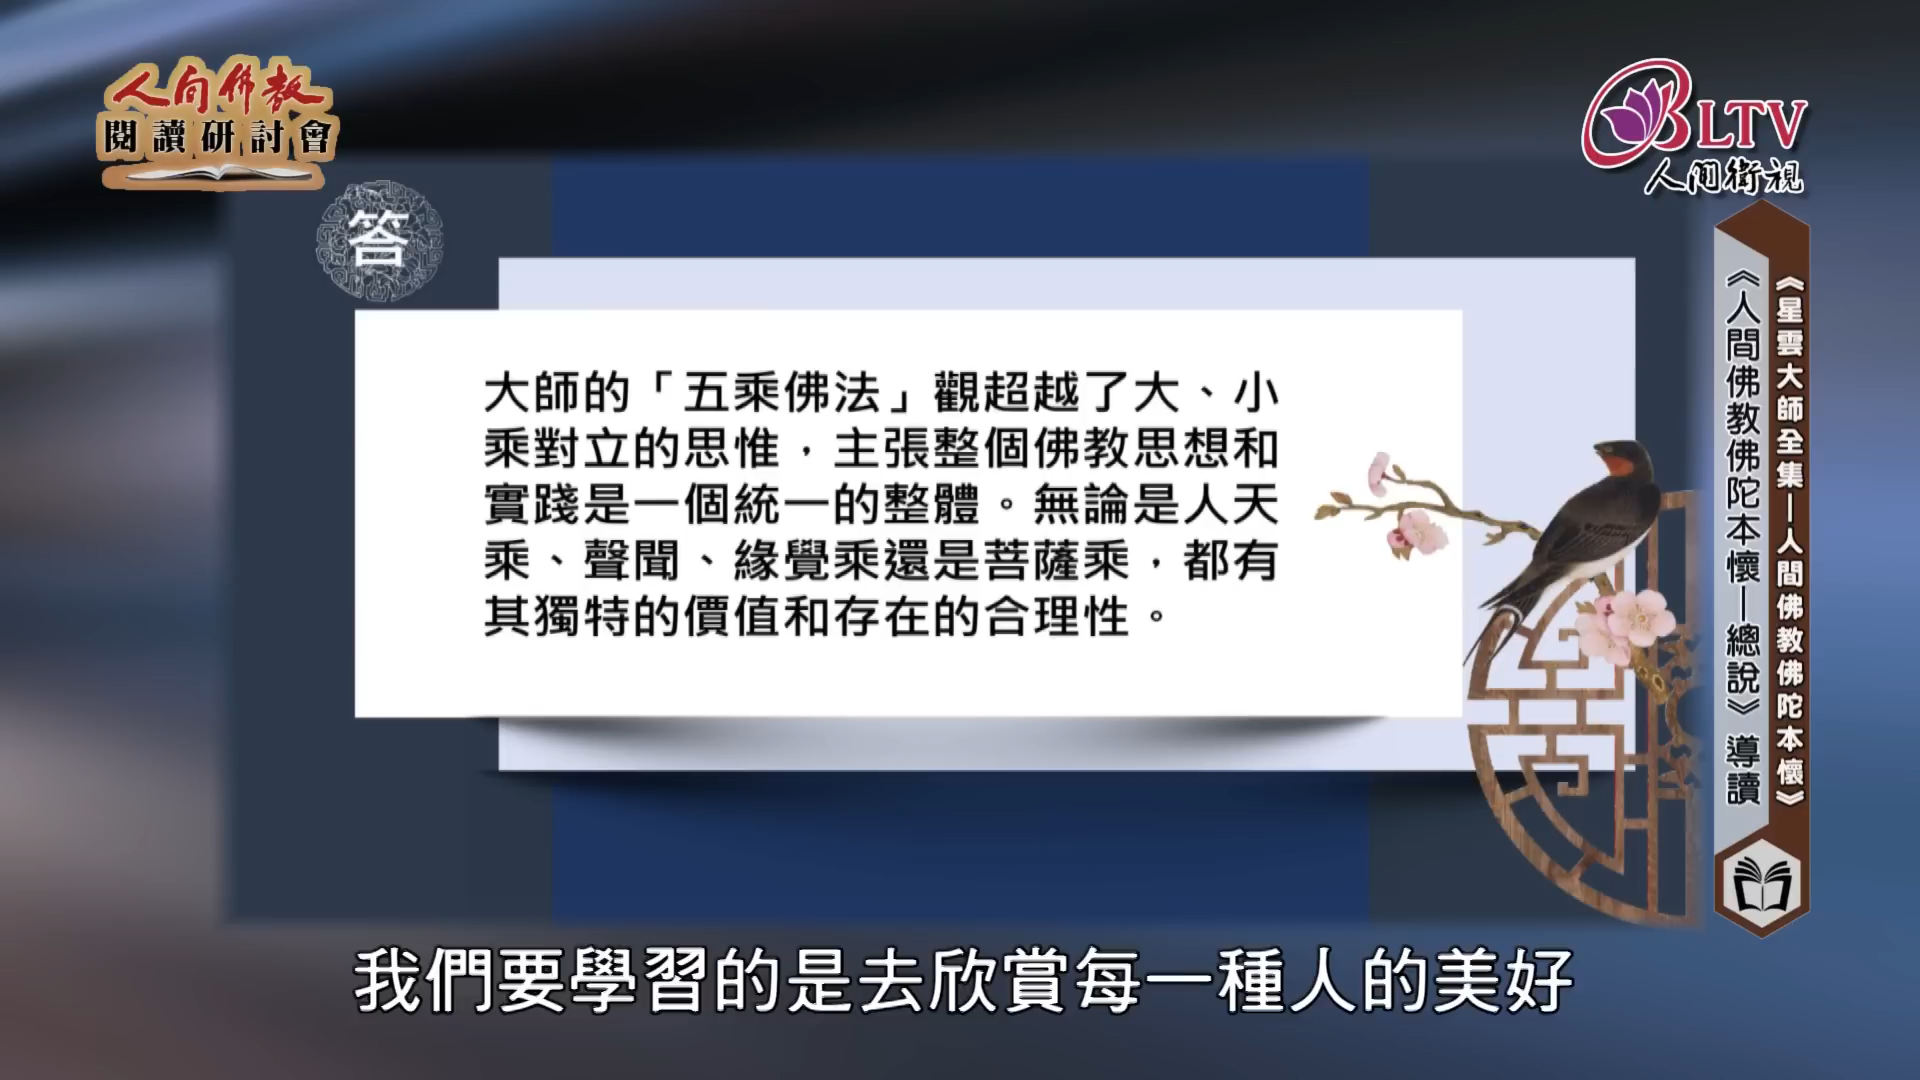 人间佛教
閱讀研討會
BLTV
人間衛視
答
大師的「五乘佛法」觀超越了大、小
乘對立的思惟，主張整個佛教思想和
實踐是一個統一的整體。無論是人天
乘、聲聞、緣覺乘還是菩薩乘，都有
其獨特的價值和存在的合理性。
《星雲大師全集—人間佛教佛陀本懷》
《人間佛教佛陀本懷—總說》導讀
我們要學習的是去欣賞每一種人的美好